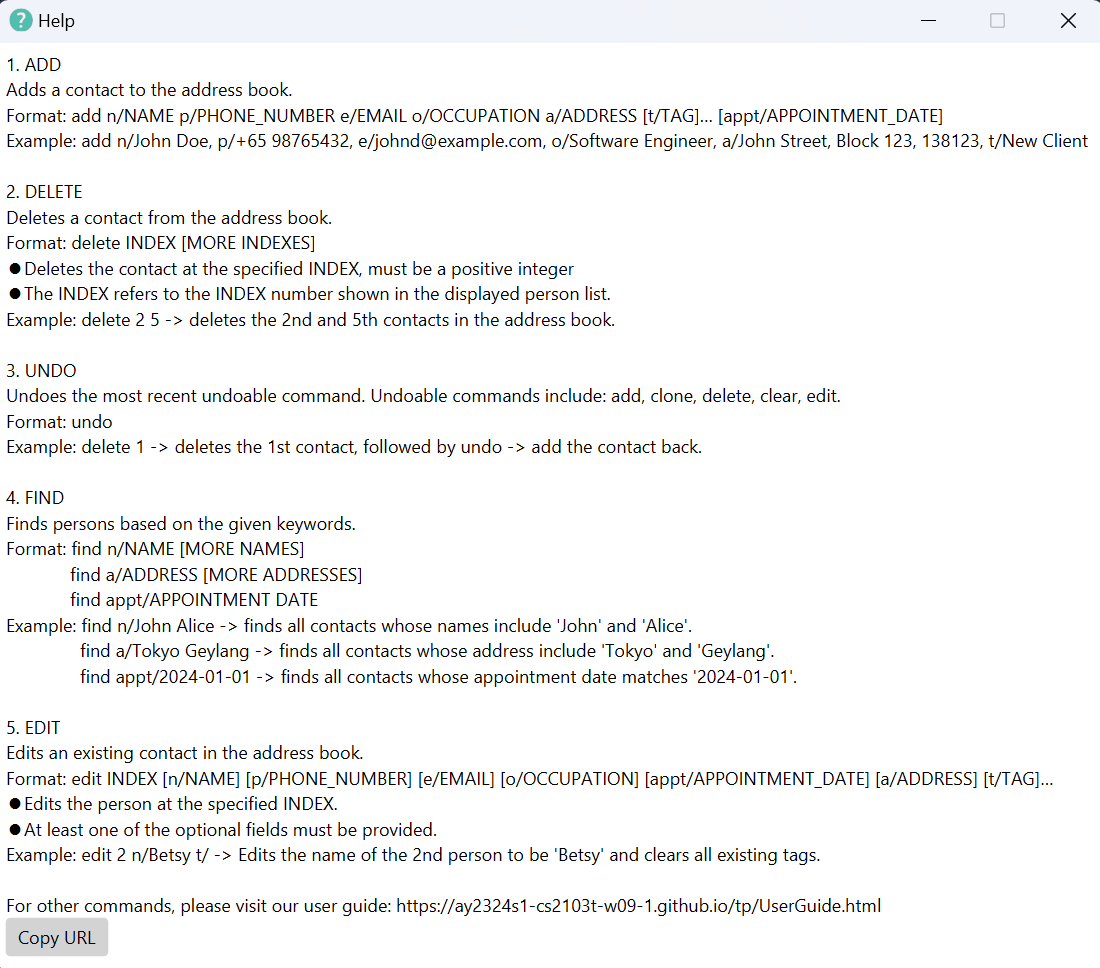 ? Help
1. ADD
Adds a contact to the address book.
Format: add n/NAME p/PHONE_NUMBER e/EMAIL o/OCCUPATION a/ADDRESS [t/TAG]... [appt/APPOINTMENT_DATE]
Example: add n/John Doe, p/+65 98765432, e/johnd@example.com, o/Software Engineer, a/John Street, Block 123, 138123, t/New Client
2. DELETE
Deletes a contact from the address book.
Format: delete INDEX [MORE INDEXES]
●Deletes the contact at the specified INDEX, must be a positive integer
●The INDEX refers to the INDEX number shown in the displayed person list.
Example: delete 2 5 -> deletes the 2nd and 5th contacts in the address book.
3. UNDO
Undoes the most recent undoable command. Undoable commands include: add, clone, delete, clear, edit.
Format: undo
Example: delete 1 -> deletes the 1st contact, followed by undo -> add the contact back.
4. FIND
Finds persons based on the given keywords.
Format: find n/NAME [MORE NAMES]
find a/ADDRESS [MORE ADDRESSES]
find appt/APPOINTMENT DATE
Example: find n/John Alice -> finds all contacts whose names include 'John' and 'Alice'.
find a/Tokyo Geylang -> finds all contacts whose address include 'Tokyo' and 'Geylang'.
find appt/2024-01-01 -> finds all contacts whose appointment date matches '2024-01-01'.
5. EDIT
Edits an existing contact in the address book.
Format: edit INDEX [n/NAME] [p/PHONE_NUMBER] [e/EMAIL] [o/OCCUPATION] [appt/APPOINTMENT_DATE] [a/ADDRESS] [t/TAG]...
●Edits the person at the specified INDEX.
●At least one of the optional fields must be provided.
Example: edit 2 n/Betsy t/ -> Edits the name of the 2nd person to be 'Betsy' and clears all existing tags.
For other commands, please visit our user guide: https://ay2324s1-cs2103t-w09-1.github.io/tp/UserGuide.html
Copy URL